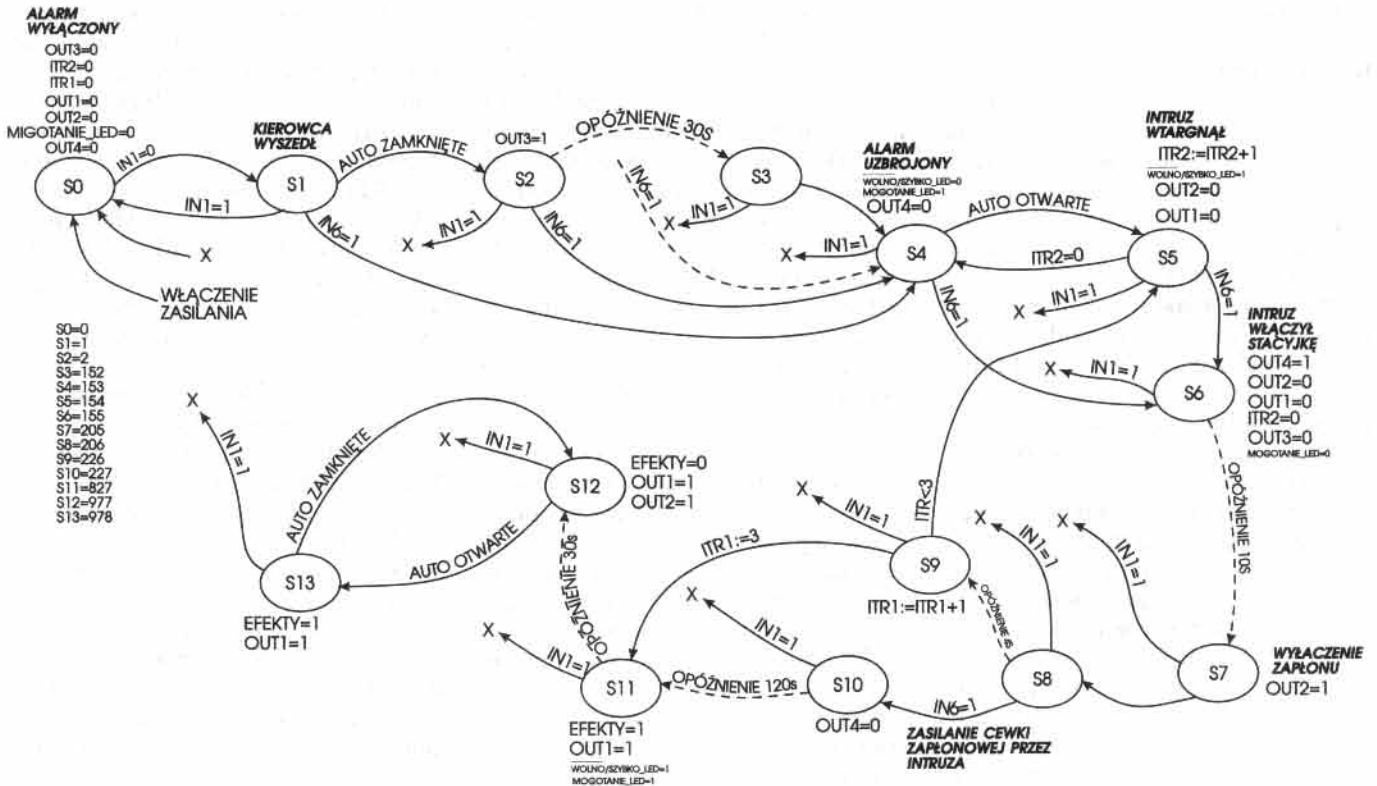 ALARM
WYŁĄCZONY
OUT3=0
ITR2=0
ITR1=0
OUT1=0
OUT2=0
MIGOTANIE_LED=0
OUT4=0
S0
IN1=0
IN1=1
X
WŁĄCZENIE
ZASILANIA
KIEROWCA
WYSZEDŁ
S1
AUTO ZAMKNIĘTE
IN6=1
OUT3=1
S2
X
IN1=1
IN6=1
OPÓŹNIENIE 30S
IN6=1
S3
X
IN1=1
ALARM
UZBROJONY
WOLNO/SZYBKO_LED=0
MOGOTANIE_LED=1
OUT4=0
S4
X
IN1=1
AUTO OTWARTE
ITR2=0
IN6=1
INTRUZ
WTARGNĄŁ
ITR2:=ITR2+1
WOLNO/SZYBKO_LED=1
OUT2=0
OUT1=0
S5
X
IN1=1
IN6=1
INTRUZ
WŁĄCZYŁ
STACYJKĘ
OUT4=1
OUT2=0
OUT1=0
ITR2=0
OUT3=0
MOGOTANIE_LED=0
S6
X
IN1=1
OPÓŹNIENIE 10S
S0=0
S1=1
S2=2
S3=152
S4=153
S5=154
S6=155
S7=205
S8=206
S9=226
S10=227
S11=827
S12=977
S13=978
X
IN1=1
AUTO ZAMKNIĘTE
X
IN1=1
S12
EFEKTY=0
OUT1=1
OUT2=1
AUTO OTWARTE
S13
EFEKTY=1
OUT1=1
OPÓŹNIENIE 30s
X
IN1=1
ITR<3
ITR1:=3
S9
ITR1:=ITR1+1
X
IN1=1
X
IN1=1
X
IN1=1
X
IN1=1
S11
EFEKTY=1
OUT1=1
WOLNO/SZYBKO_LED=1
MOGOTANIE_LED=1
OPÓŹNIENIE 120s
S10
OUT4=0
IN6=1
OPÓŹNIENIE
S8
ZASILANIE CEWKI
ZAPŁONOWEJ PRZEZ
INTRUZA
S7
WYŁACZENIE
ZAPŁONU
OUT2=1